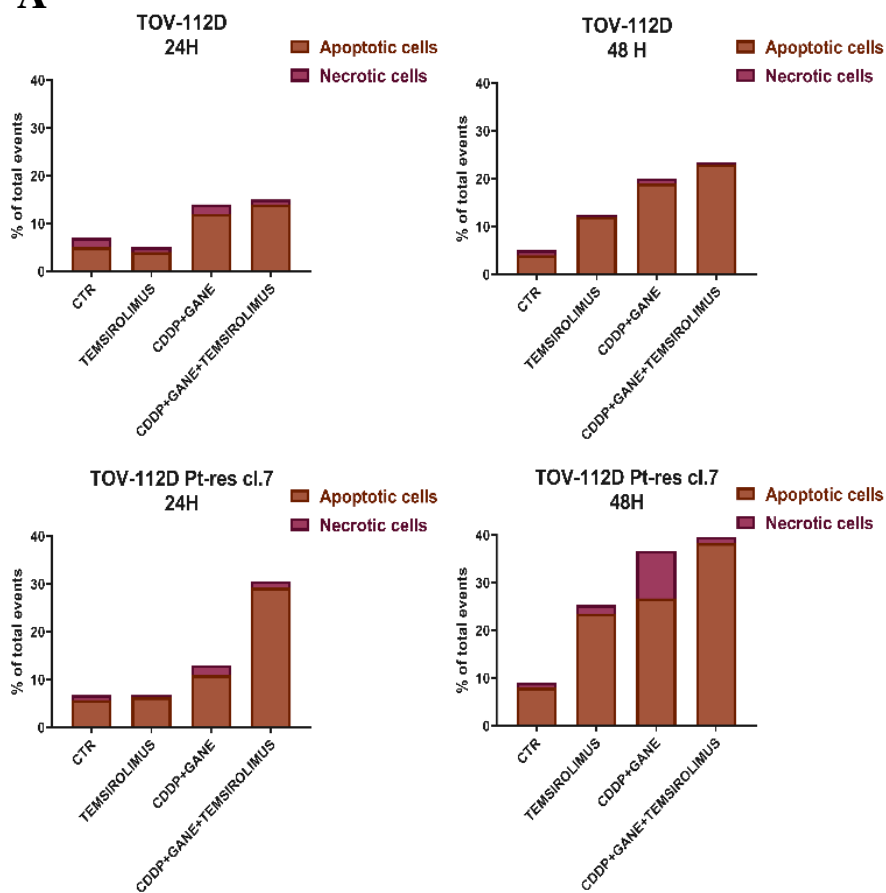 A
TOV-112D
24H
Apoptotic cells
Necrotic cells
% of total events
40
30
20
10
0
CTR
TEMSIROLIMUS
CDDP+GANE
CDDP+GANE+TEMSIROLIMUS
TOV-112D
48 H
Apoptotic cells
Necrotic cells
% of total events
40
30
20
10
0
CTR
TEMSIROLIMUS
CDDP+GANE
CDDP+GANE+TEMSIROLIMUS
TOV-112D Pt-res cl.7
24H
Apoptotic cells
Necrotic cells
% of total events
40
30
20
10
0
CTR
TEMSIROLIMUS
CDDP+GANE
CDDP+GANE+TEMSIROLIMUS
TOV-112D Pt-res cl.7
48H
Apoptotic cells
Necrotic cells
% of total events
40
30
20
10
0
CTR
TEMSIROLIMUS
CDDP+GANE
CDDP+GANE+TEMSIROLIMUS